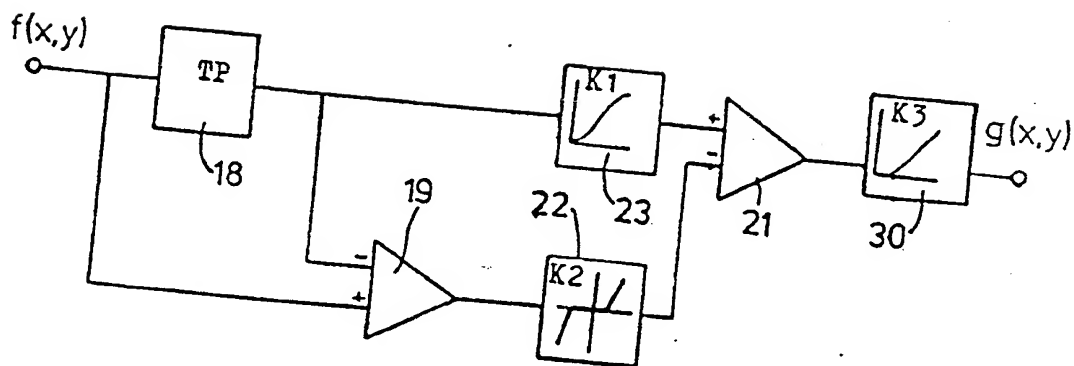 f(x,y)
TP
18
K1
23
+
-
21
K3
30
g(x,y)
19
-
+
22
K2